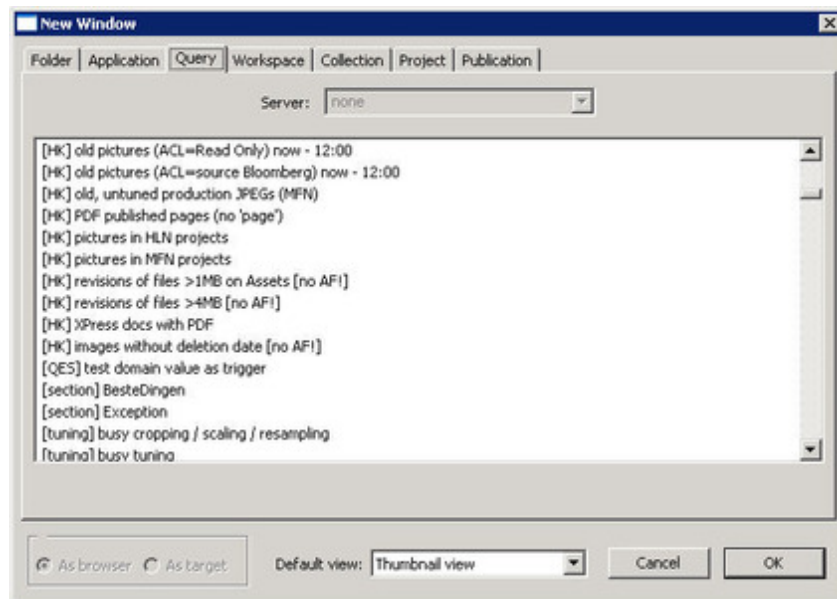 New Window
Folder Application Query Workspace Collection Project Publication
Server: none
[HK] old pictures (ACL=Read Only) now - 12:00
[HK] old pictures (ACL=source Bloomberg) now - 12:00
[HK] old, untuned production JPEGs (MFN)
[HK] PDF published pages (no 'page')
[HK] pictures in HLN projects
[HK] pictures in MFN projects
[HK] revisions of files >1MB on Assets [no AF!]
[HK] revisions of files >4MB [no AF!]
[HK] XPress docs with PDF
[HK] images without deletion date [no AF!]
[QES] test domain value as trigger
[section] BesteDingen
[section] Exception
[tuning] busy cropping / scaling / resampling
[tuning] busy tuning
As browser As target Default view: Thumbnail view Cancel OK